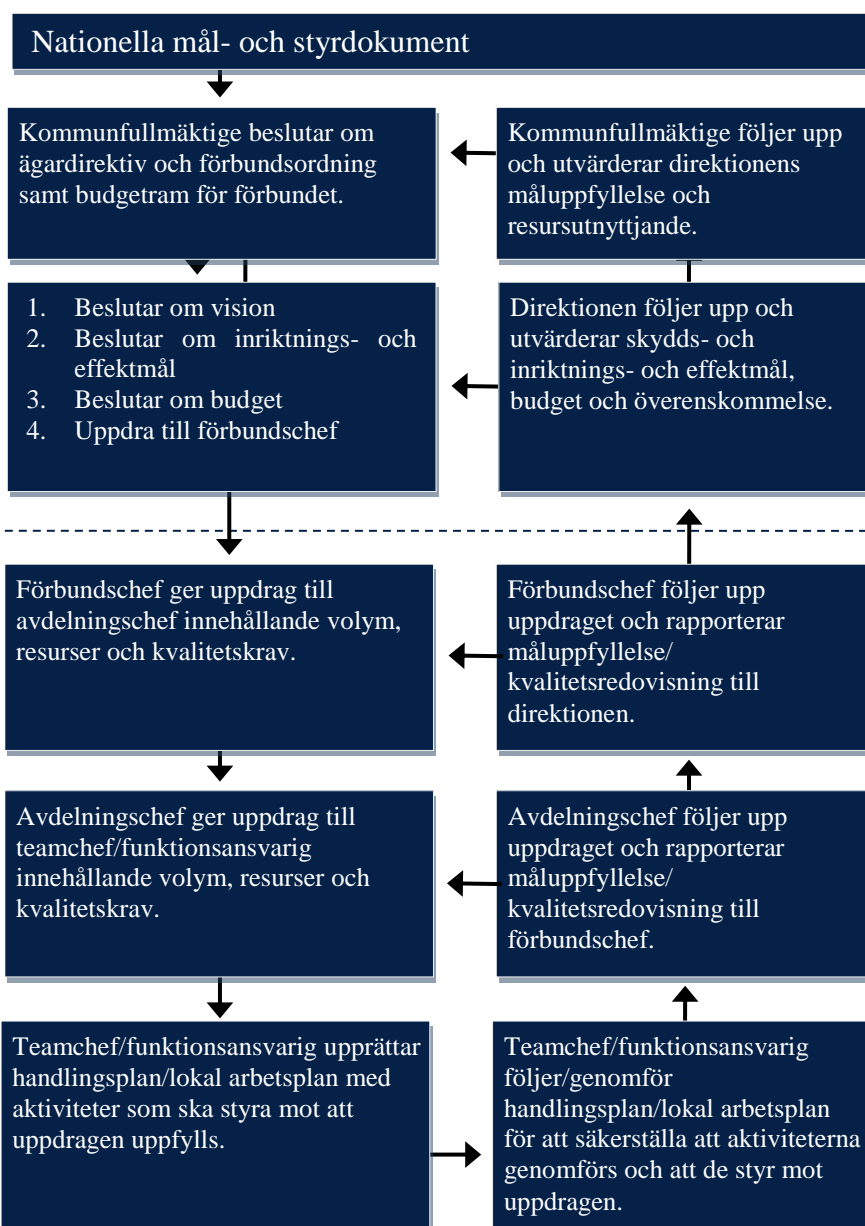 Nationella mål- och styrdokument
Kommunfullmäktige beslutar om
ägardirektiv och förbundsordning
samt budgetram för förbundet.
Kommunfullmäktige följer upp
och utvärderar direktionens
måluppfyllelse och
resursutnyttjande.
1. Beslutar om vision
2. Beslutar om inriktnings- och
effektmål
3. Beslutar om budget
4. Uppdra till förbundschef
Direktionen följer upp och
utvärderar skydds- och
inriktnings- och effektmål,
budget och överenskommelse.
Förbundschef ger uppdrag till
avdelningschef innehållande volym,
resurser och kvalitetskrav.
Förbundschef följer upp
uppdraget och rapporterar
måluppfyllelse/
kvalitetsredovisning till
direktionen.
Avdelningschef ger uppdrag till
teamchef/funktionsansvarig
innehållande volym, resurser och
kvalitetskrav.
Avdelningschef följer upp
uppdraget och rapporterar
måluppfyllelse/
kvalitetsredovisning till
förbundschef.
Teamchef/funktionsansvarig upprättar
handlingsplan/lokal arbetsplan med
aktiviteter som ska styra mot att
uppdragen uppfylls.
Teamchef/funktionsansvarig
följer/genomför
handlingsplan/lokal arbetsplan
för att säkerställa att aktiviteterna
genomförs och att de styr mot
uppdragen.